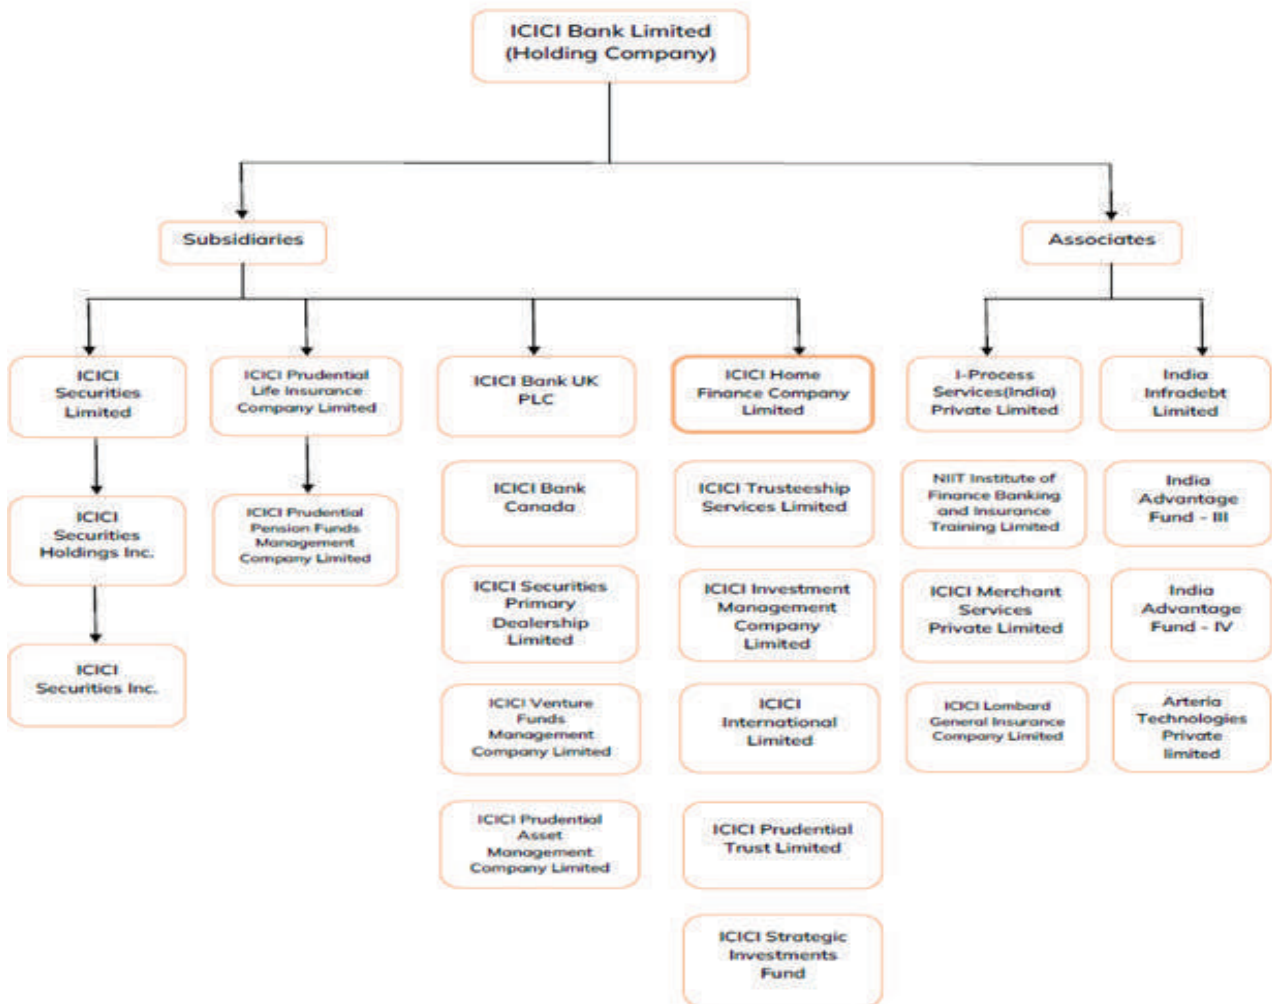 ICICI Bank Limited
(Holding Company)
Subsidiaries
Associates
ICICI
Securities
Limited
ICICI Prudential
Life Insurance
Company Limited
ICICI Bank UK
PLC
ICICI Home
Finance Company
Limited
I-Process
Services(India)
Private Limited
India
Infradebt
Limited
ICICI
Securities
Holdings Inc.
ICICI Prudential
Pension Funds
Management
Company Limited
ICICI Bank
Canada
ICICI Trusteeship
Services Limited
NIIT Institute of
Finance Banking
and Insurance
Training Limited
India
Advantage
Fund - III
ICICI
Securities Inc.
ICICI Securities
Primary
Dealership
Limited
ICICI Investment
Management
Company
Limited
ICICI Merchant
Services
Private Limited
India
Advantage
Fund - IV
ICICI Venture
Funds
Management
Company Limited
ICICI
International
Limited
ICICI Lombard
General Insurance
Company Limited
Arteria
Technologies
Private
limited
ICICI Prudential
Asset
Management
Company Limited
ICICI Prudential
Trust Limited
ICICI Strategic
Investments
Fund